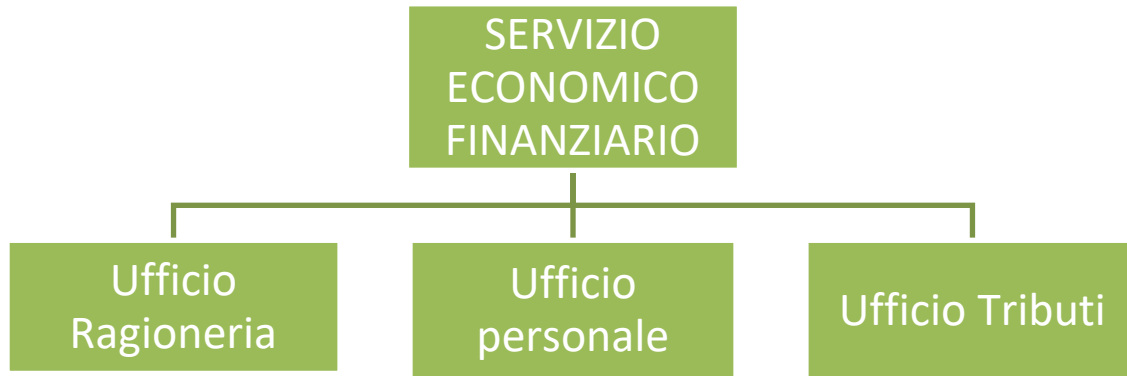 SERVIZIO
ECONOMICO
FINANZIARIO
Ufficio
Ragioneria
Ufficio
personale
Ufficio Tributi